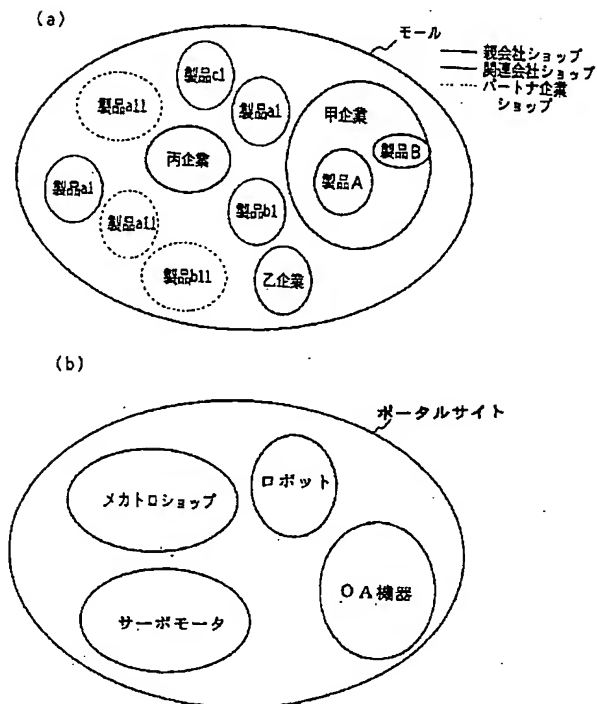 (a)
モール
親会社ショップ
関連会社ショップ
パートナ企業
ショップ
製品c1
製品a11
製品a1
甲企業
丙企業
製品B
製品A
製品a1
製品b1
製品a11
製品b11
乙企業
(b)
ポータルサイト
ロボット
メカトロショップ
OA機器
サーボモータ